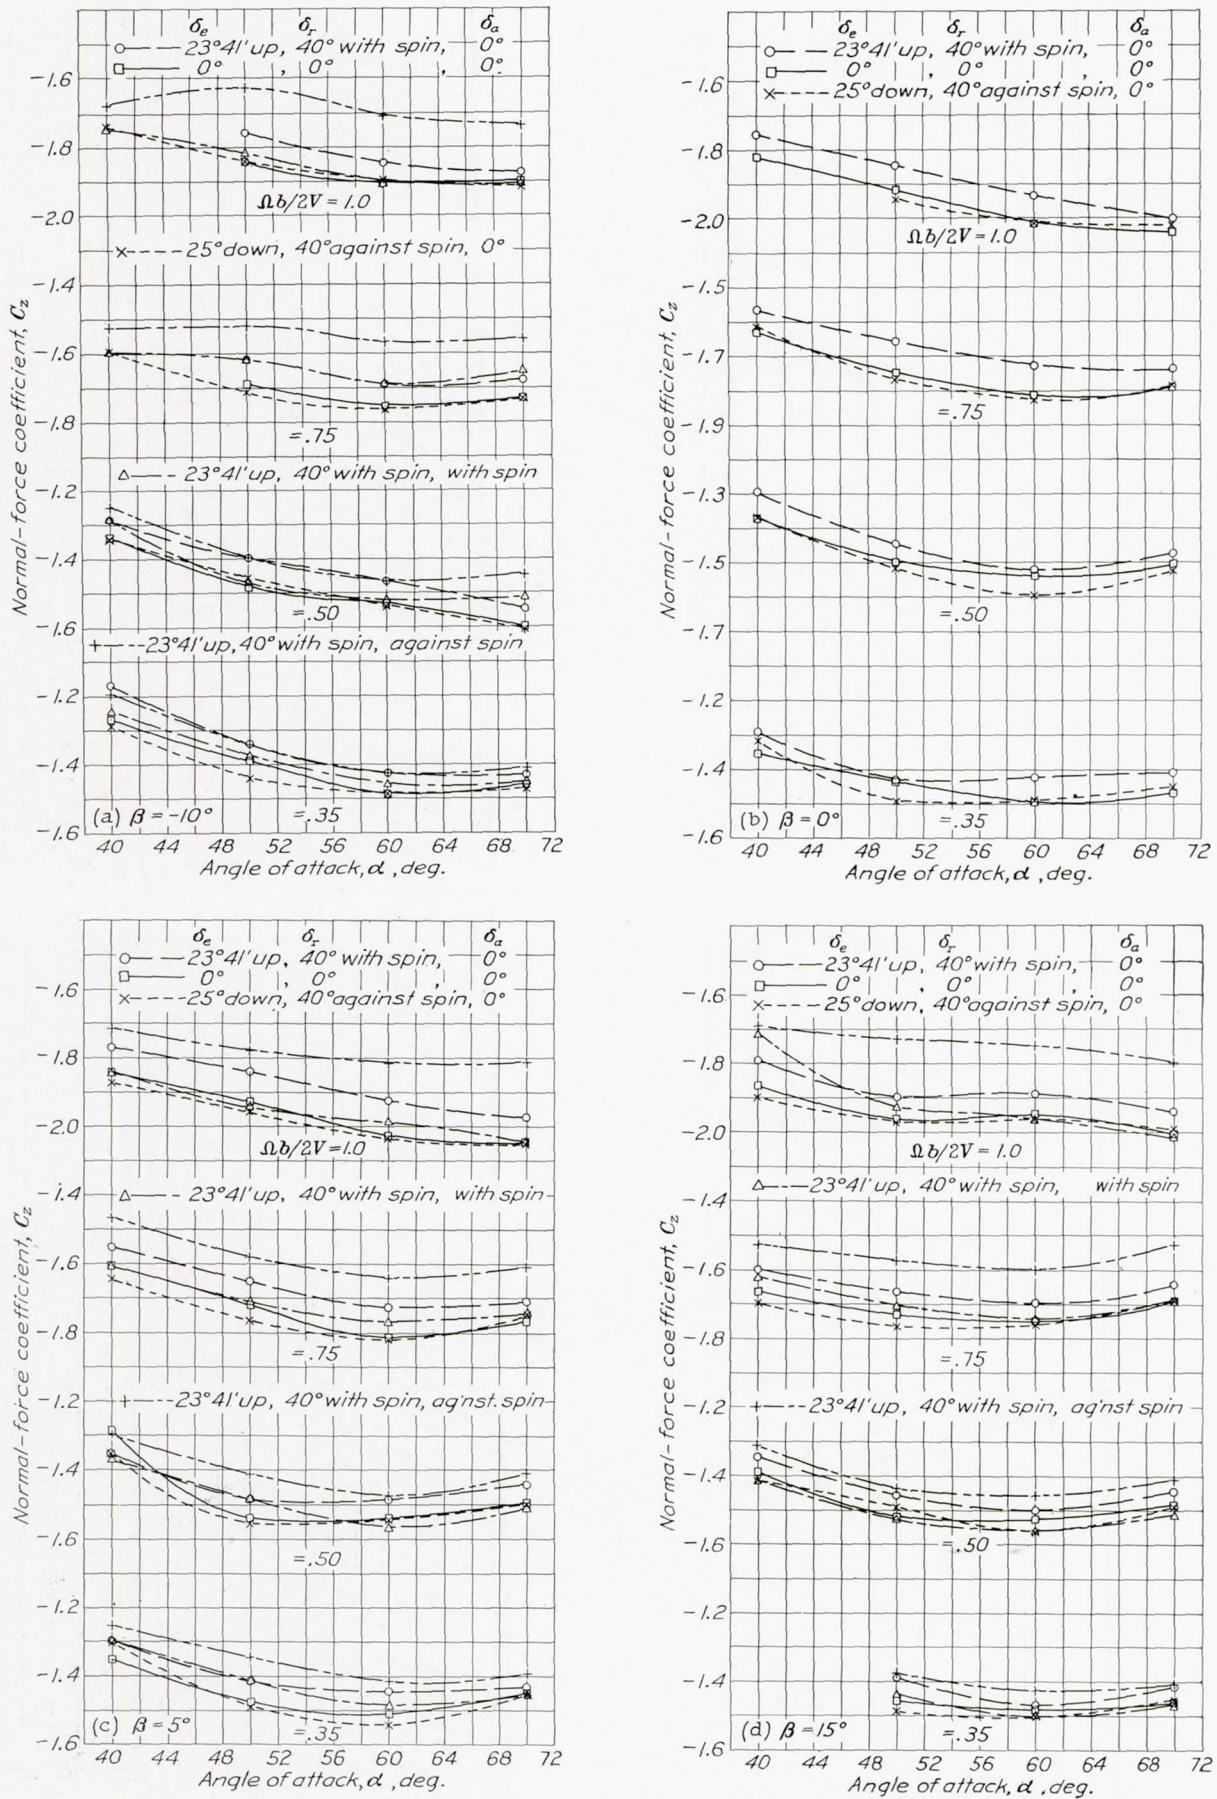 δe δr δa
23°41'up, 40° with spin, 0°
0° , 0° , 0°
-1.6
-1.8
Ωb/2V = 1.0
-2.0
25° down, 40° against spin, 0°
-1.4
-1.6
-1.8
=.75
23°41'up, 40° with spin, with spin
-1.2
-1.4
=.50
-1.6
23°41'up, 40° with spin, against spin
-1.2
-1.4
(a) β = -10° =.35
-1.6
40 44 48 52 56 60 64 68 72
Angle of attack, α, deg.
Normal-force coefficient, Cz
δe δr δa
23°41'up, 40° with spin, 0°
0° , 0° , 0°
25° down, 40° against spin, 0°
-1.6
-1.8
-2.0
Ωb/2V = 1.0
-1.5
-1.7
=.75
-1.9
-1.3
-1.5
=.50
-1.7
-1.2
-1.4
(b) β = 0° =.35
-1.6
40 44 48 52 56 60 64 68 72
Angle of attack, α, deg.
Normal-force coefficient, Cz
δe δr δa
23°41'up, 40° with spin, 0°
0° , 0° , 0°
25° down, 40° against spin, 0°
-1.6
-1.8
-2.0
Ωb/2V = 1.0
-1.4
23°41'up, 40° with spin, with spin
-1.6
-1.8
=.75
-1.2
23°41'up, 40° with spin, ag'nst. spin
-1.4
-1.6
=.50
-1.2
-1.4
(c) β = 5° =.35
-1.6
40 44 48 52 56 60 64 68 72
Angle of attack, α, deg.
Normal-force coefficient, Cz
δe δr δa
23°41'up, 40° with spin, 0°
0° , 0° , 0°
25° down, 40° against spin, 0°
-1.6
-1.8
-2.0
Ωb/2V = 1.0
23°41'up, 40° with spin, with spin
-1.4
-1.6
-1.8
=.75
-1.2
23°41'up, 40° with spin, ag'nst spin
-1.4
-1.6
=.50
-1.2
-1.4
(d) β = 15° =.35
-1.6
40 44 48 52 56 60 64 68 72
Angle of attack, α, deg.
Normal-force coefficient, Cz